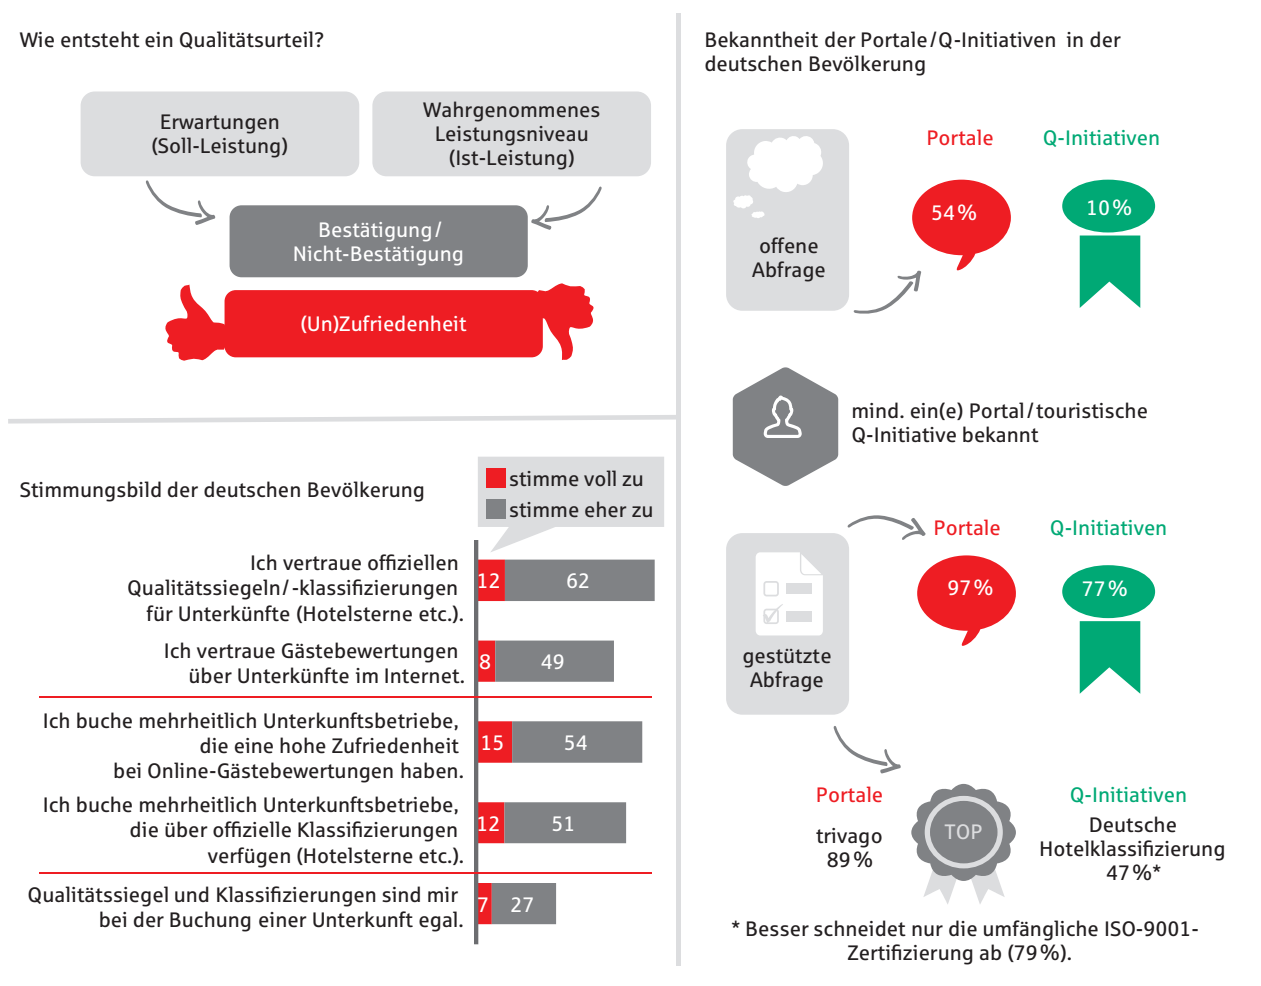 Wie entsteht ein Qualitätsurteil?
Erwartungen
(Soll-Leistung)
Wahrgenommenes
Leistungsniveau
(Ist-Leistung)
Bestätigung/
Nicht-Bestätigung
(Un)Zufriedenheit
Stimmungsbild der deutschen Bevölkerung
stimme voll zu
stimme eher zu
Ich vertraue offiziellen
Qualitätssiegeln/-klassifizierungen
für Unterkünfte (Hotelsterne etc.).
12 62
Ich vertraue Gästebewertungen
über Unterkünfte im Internet.
8 49
Ich buche mehrheitlich Unterkunftsbetriebe,
die eine hohe Zufriedenheit
bei Online-Gästebewertungen haben.
15 54
Ich buche mehrheitlich Unterkunftsbetriebe,
die über offizielle Klassifizierungen
verfügen (Hotelsterne etc.).
12 51
Qualitätssiegel und Klassifizierungen sind mir
bei der Buchung einer Unterkunft egal.
7 27
Bekanntheit der Portale/Q-Initiativen in der
deutschen Bevölkerung
offene
Abfrage
Portale Q-Initiativen
54% 10%
mind. ein(e) Portal/touristische
Q-Initiative bekannt
gestützte
Abfrage
Portale Q-Initiativen
97% 77%
Portale
trivago
89%
TOP
Q-Initiativen
Deutsche
Hotelklassifizierung
47%*
* Besser schneidet nur die umfängliche ISO-9001-
Zertifizierung ab (79%).